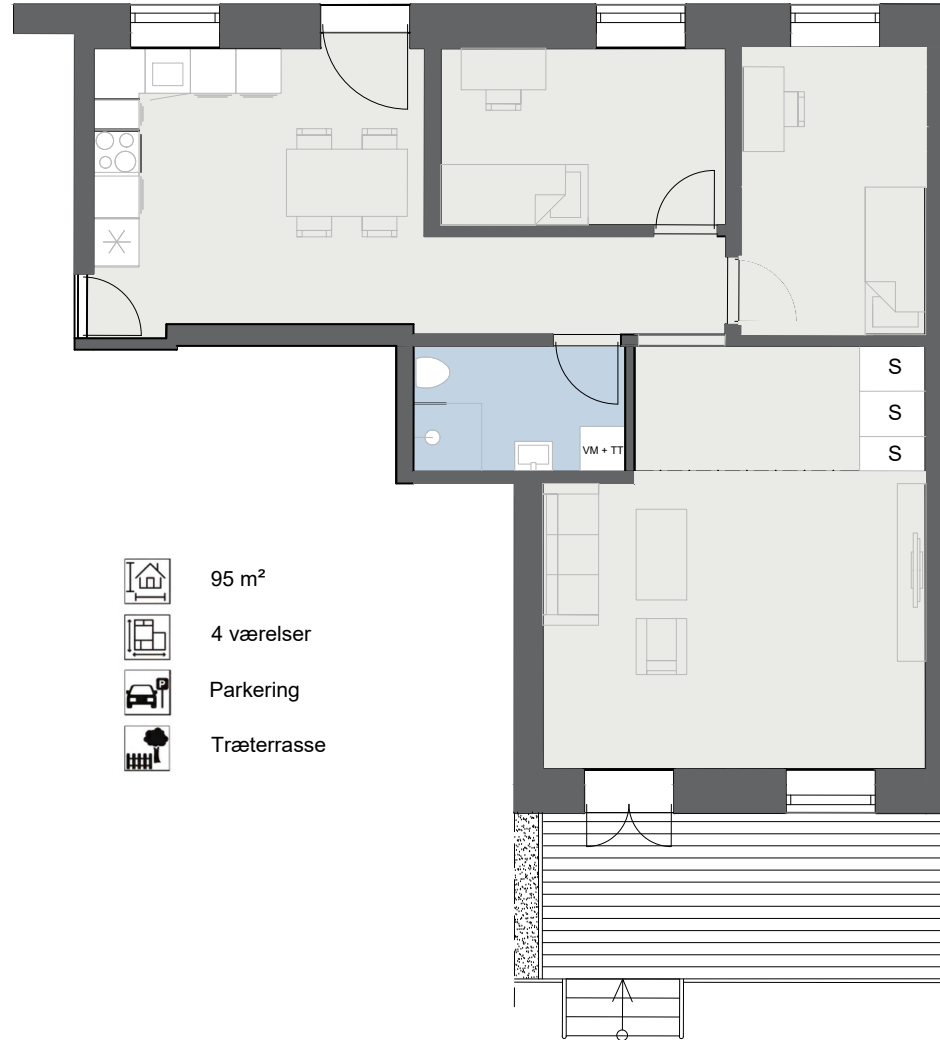 S
S
S
VM + TT
95 m²
4 værelser
P
Parkering
Træterrasse